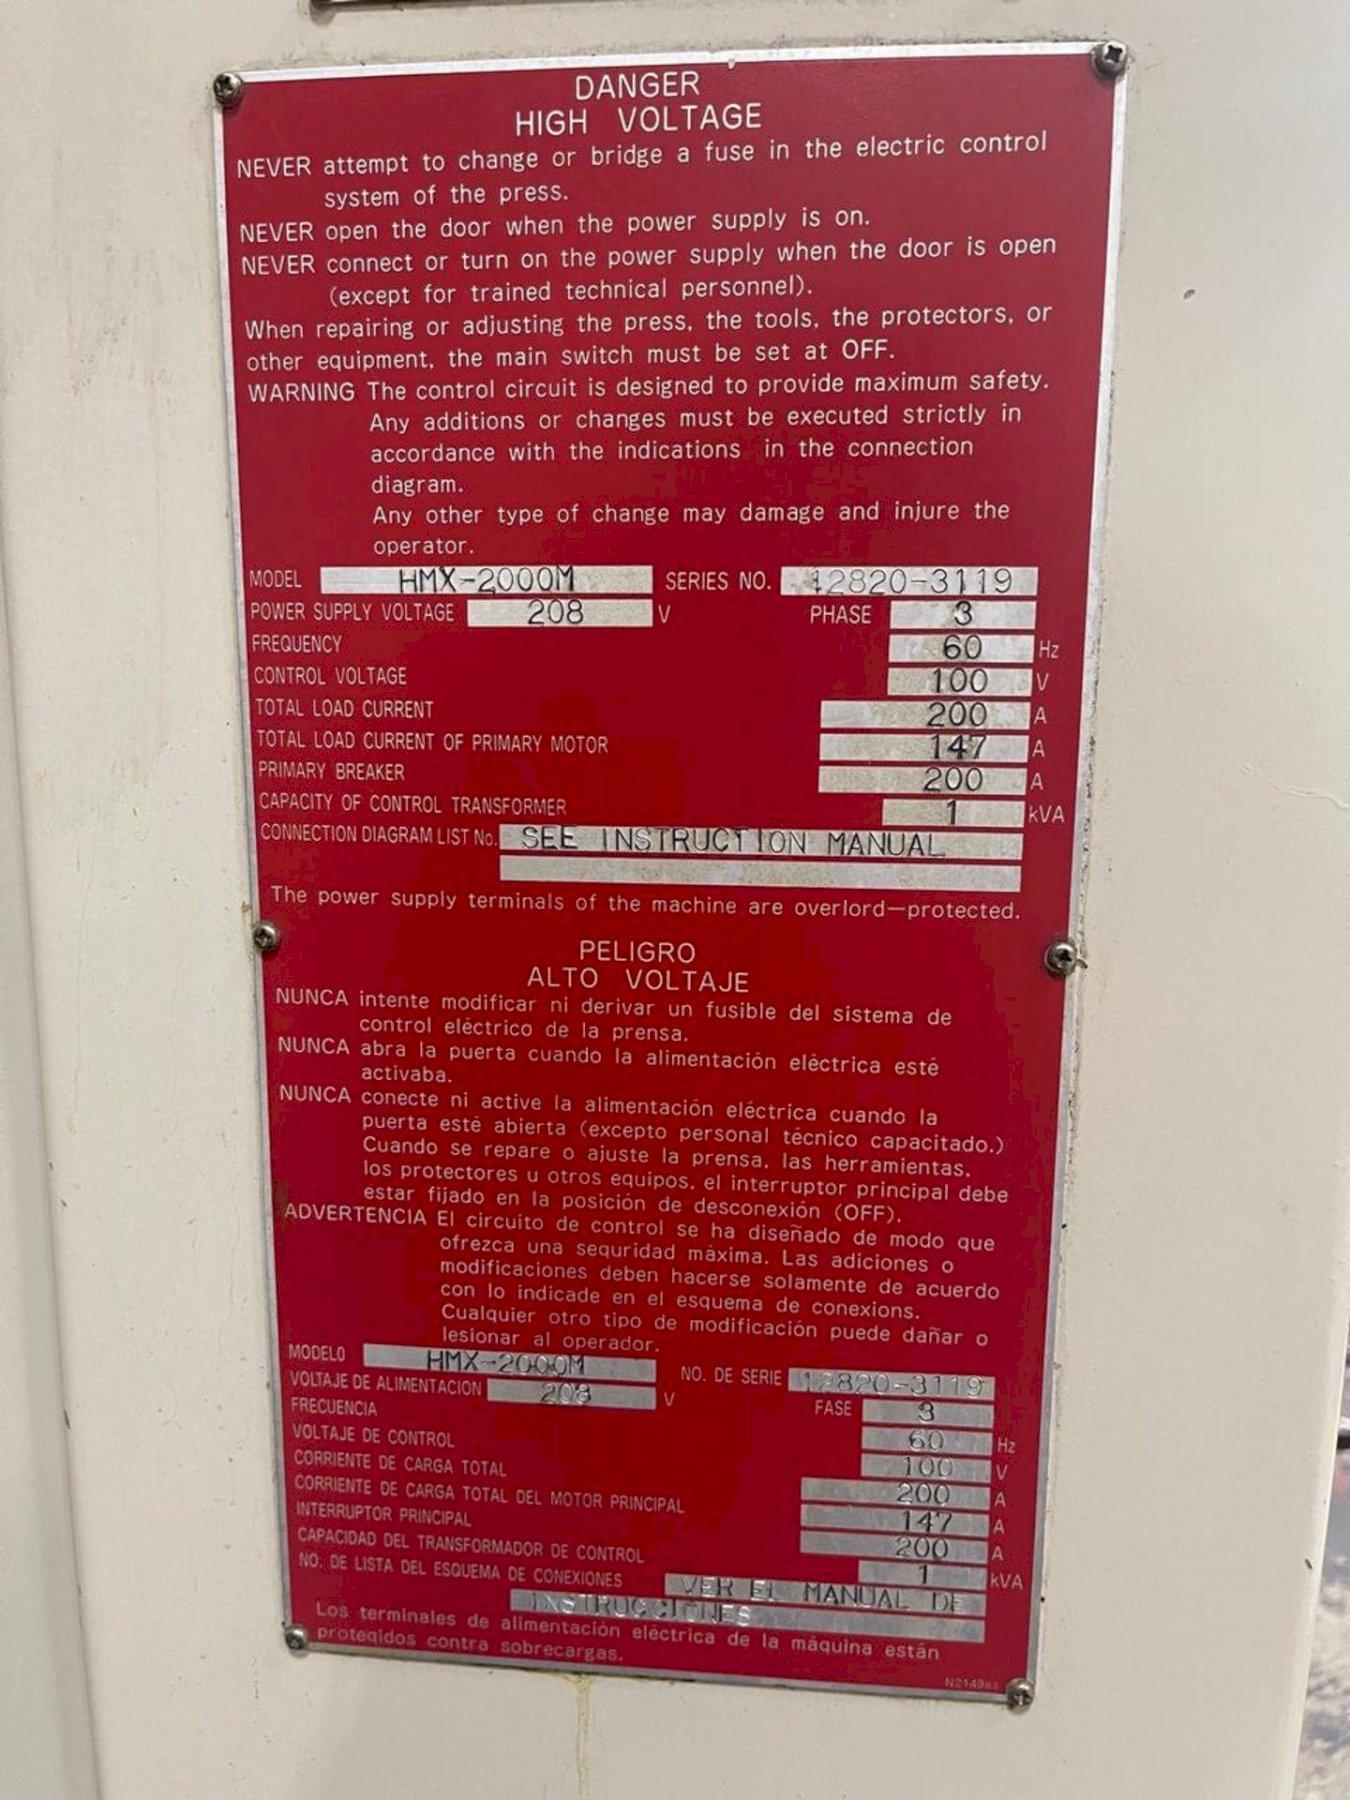 DANGER
HIGH VOLTAGE
NEVER attempt to change or bridge a fuse in the electric control
system of the press.
NEVER open the door when the power supply is on.
NEVER connect or turn on the power supply when the door is open
(except for trained technical personnel).
When repairing or adjusting the press, the tools, the protectors, or
other equipment, the main switch must be set at OFF.
WARNING The control circuit is designed to provide maximum safety.
Any additions or changes must be executed strictly in
accordance with the indications in the connection
diagram.
Any other type of change may damage and injure the
operator.
MODEL HMX-2000M SERIES NO. 12820-3119
POWER SUPPLY VOLTAGE 208 V PHASE 3
FREQUENCY 60 Hz
CONTROL VOLTAGE 100 V
TOTAL LOAD CURRENT 200 A
TOTAL LOAD CURRENT OF PRIMARY MOTOR 147 A
PRIMARY BREAKER 200 A
CAPACITY OF CONTROL TRANSFORMER 1 kVA
CONNECTION DIAGRAM LIST No. SEE INSTRUCTION MANUAL
The power supply terminals of the machine are overlord-protected.
PELIGRO
ALTO VOLTAJE
NUNCA intente modificar ni derivar un fusible del sistema de
control eléctrico de la prensa.
NUNCA abra la puerta cuando la alimentación eléctrica esté
activaba.
NUNCA conecte ni active la alimentación eléctrica cuando la
puerta esté abierta (excepto personal técnico capacitado.)
Cuando se repare o ajuste la prensa, las herramientas,
los protectores u otros equipos, el interruptor principal debe
estar fijado en la posición de desconexión (OFF).
ADVERTENCIA El circuito de control se ha diseñado de modo que
ofrezca una sequridad máxima. Las adiciones o
modificaciones deben hacerse solamente de acuerdo
con lo indicade en el esquema de conexions.
Cualquier otro tipo de modificación puede dañar o
lesionar al operador.
MODELO HMX-2000M NO. DE SERIE 12820-3119
VOLTAJE DE ALIMENTACION 208 V FASE 3
FRECUENCIA 60 Hz
VOLTAJE DE CONTROL 100 V
CORRIENTE DE CARGA TOTAL 200 A
CORRIENTE DE CARGA TOTAL DEL MOTOR PRINCIPAL 147 A
INTERRUPTOR PRINCIPAL 200 A
CAPACIDAD DEL TRANSFORMADOR DE CONTROL 1 kVA
NO. DE LISTA DEL ESQUEMA DE CONEXIONES VER EL MANUAL DE
INSTRUCCIONES
Los terminales de alimentación eléctrica de la máquina están
proteqidos contra sobrecargas.